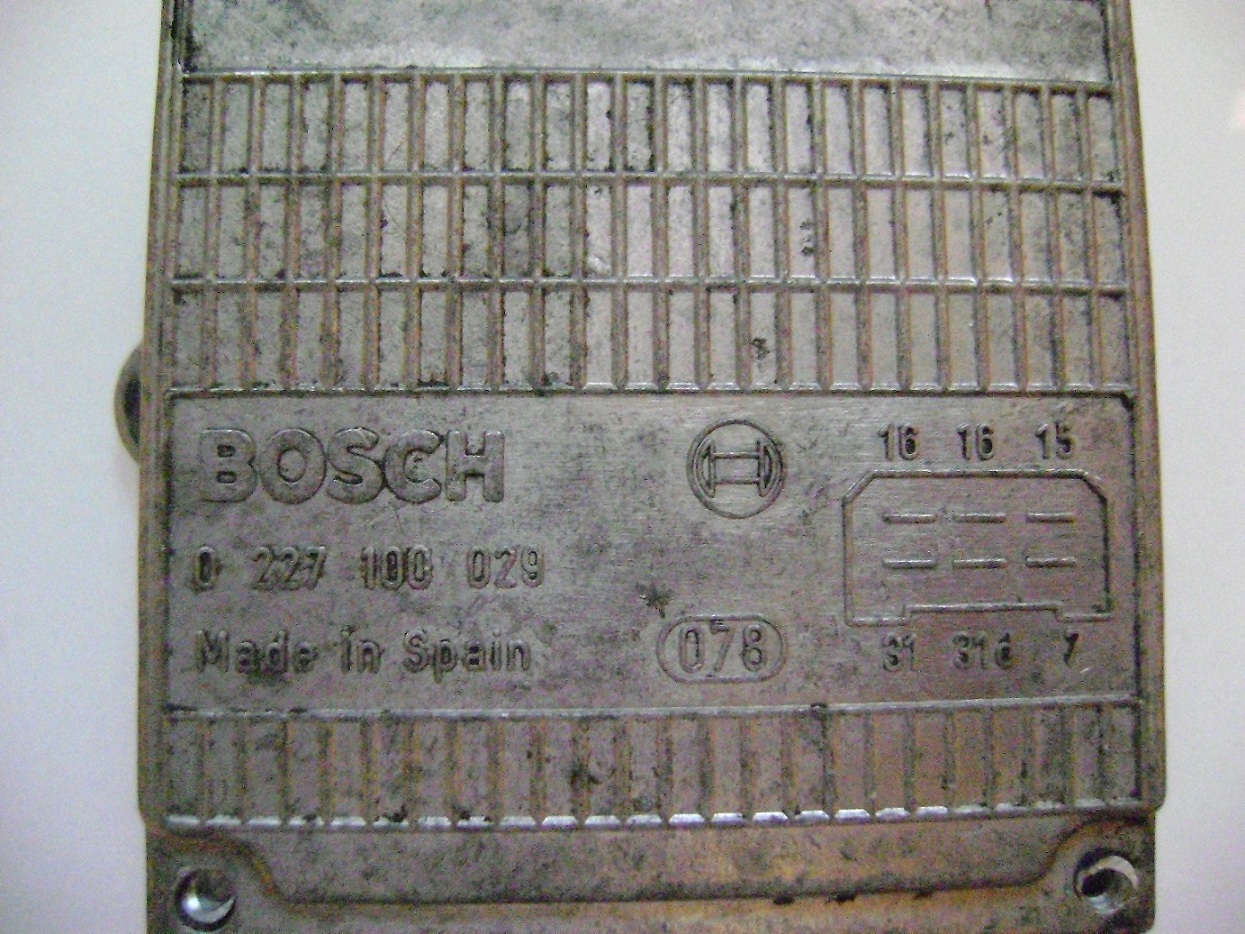 BOSCH
16 16 15
0 227 100 029
Made in Spain
078
31 31d 7